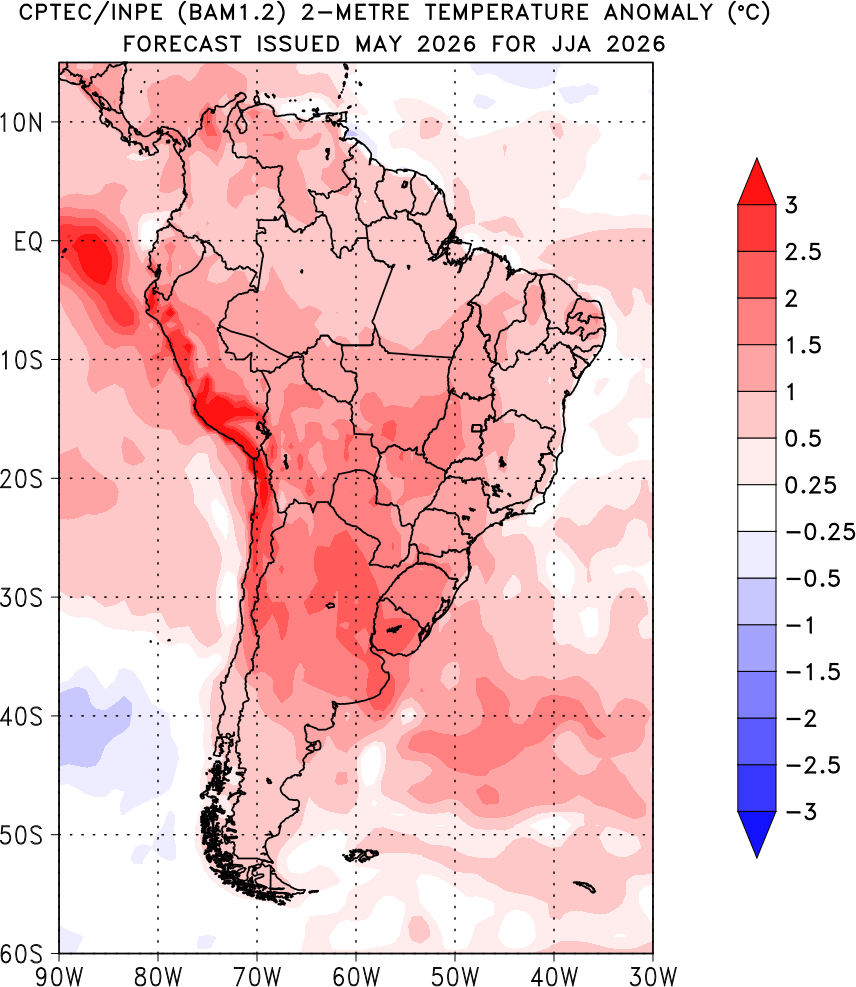 CPTEC/INPE (BAM1.2) 2-METRE TEMPERATURE ANOMALY (°C)
FORECAST ISSUED MAY 2026 FOR JJA 2026
10N
EQ
10S
20S
30S
40S
50S
60S
90W 80W 70W 60W 50W 40W 30W
3
2.5
2
1.5
1
0.5
0.25
-0.25
-0.5
-1
-1.5
-2
-2.5
-3